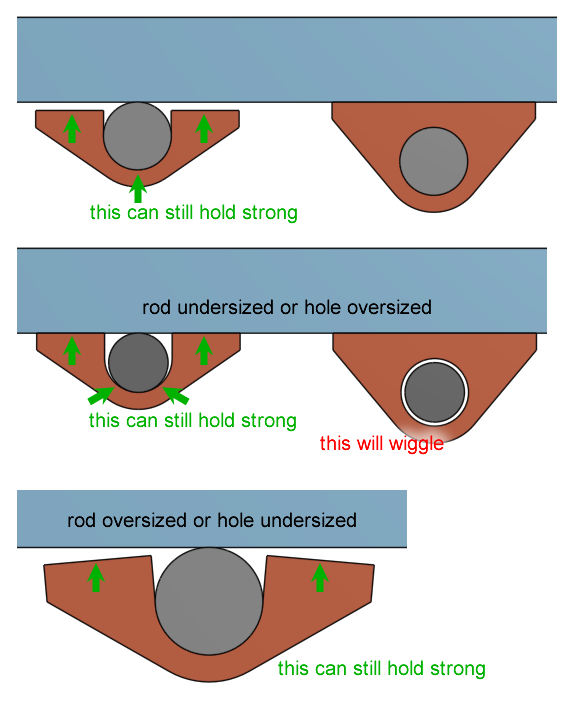 this can still hold strong
rod undersized or hole oversized
this can still hold strong
this will wiggle
rod oversized or hole undersized
this can still hold strong